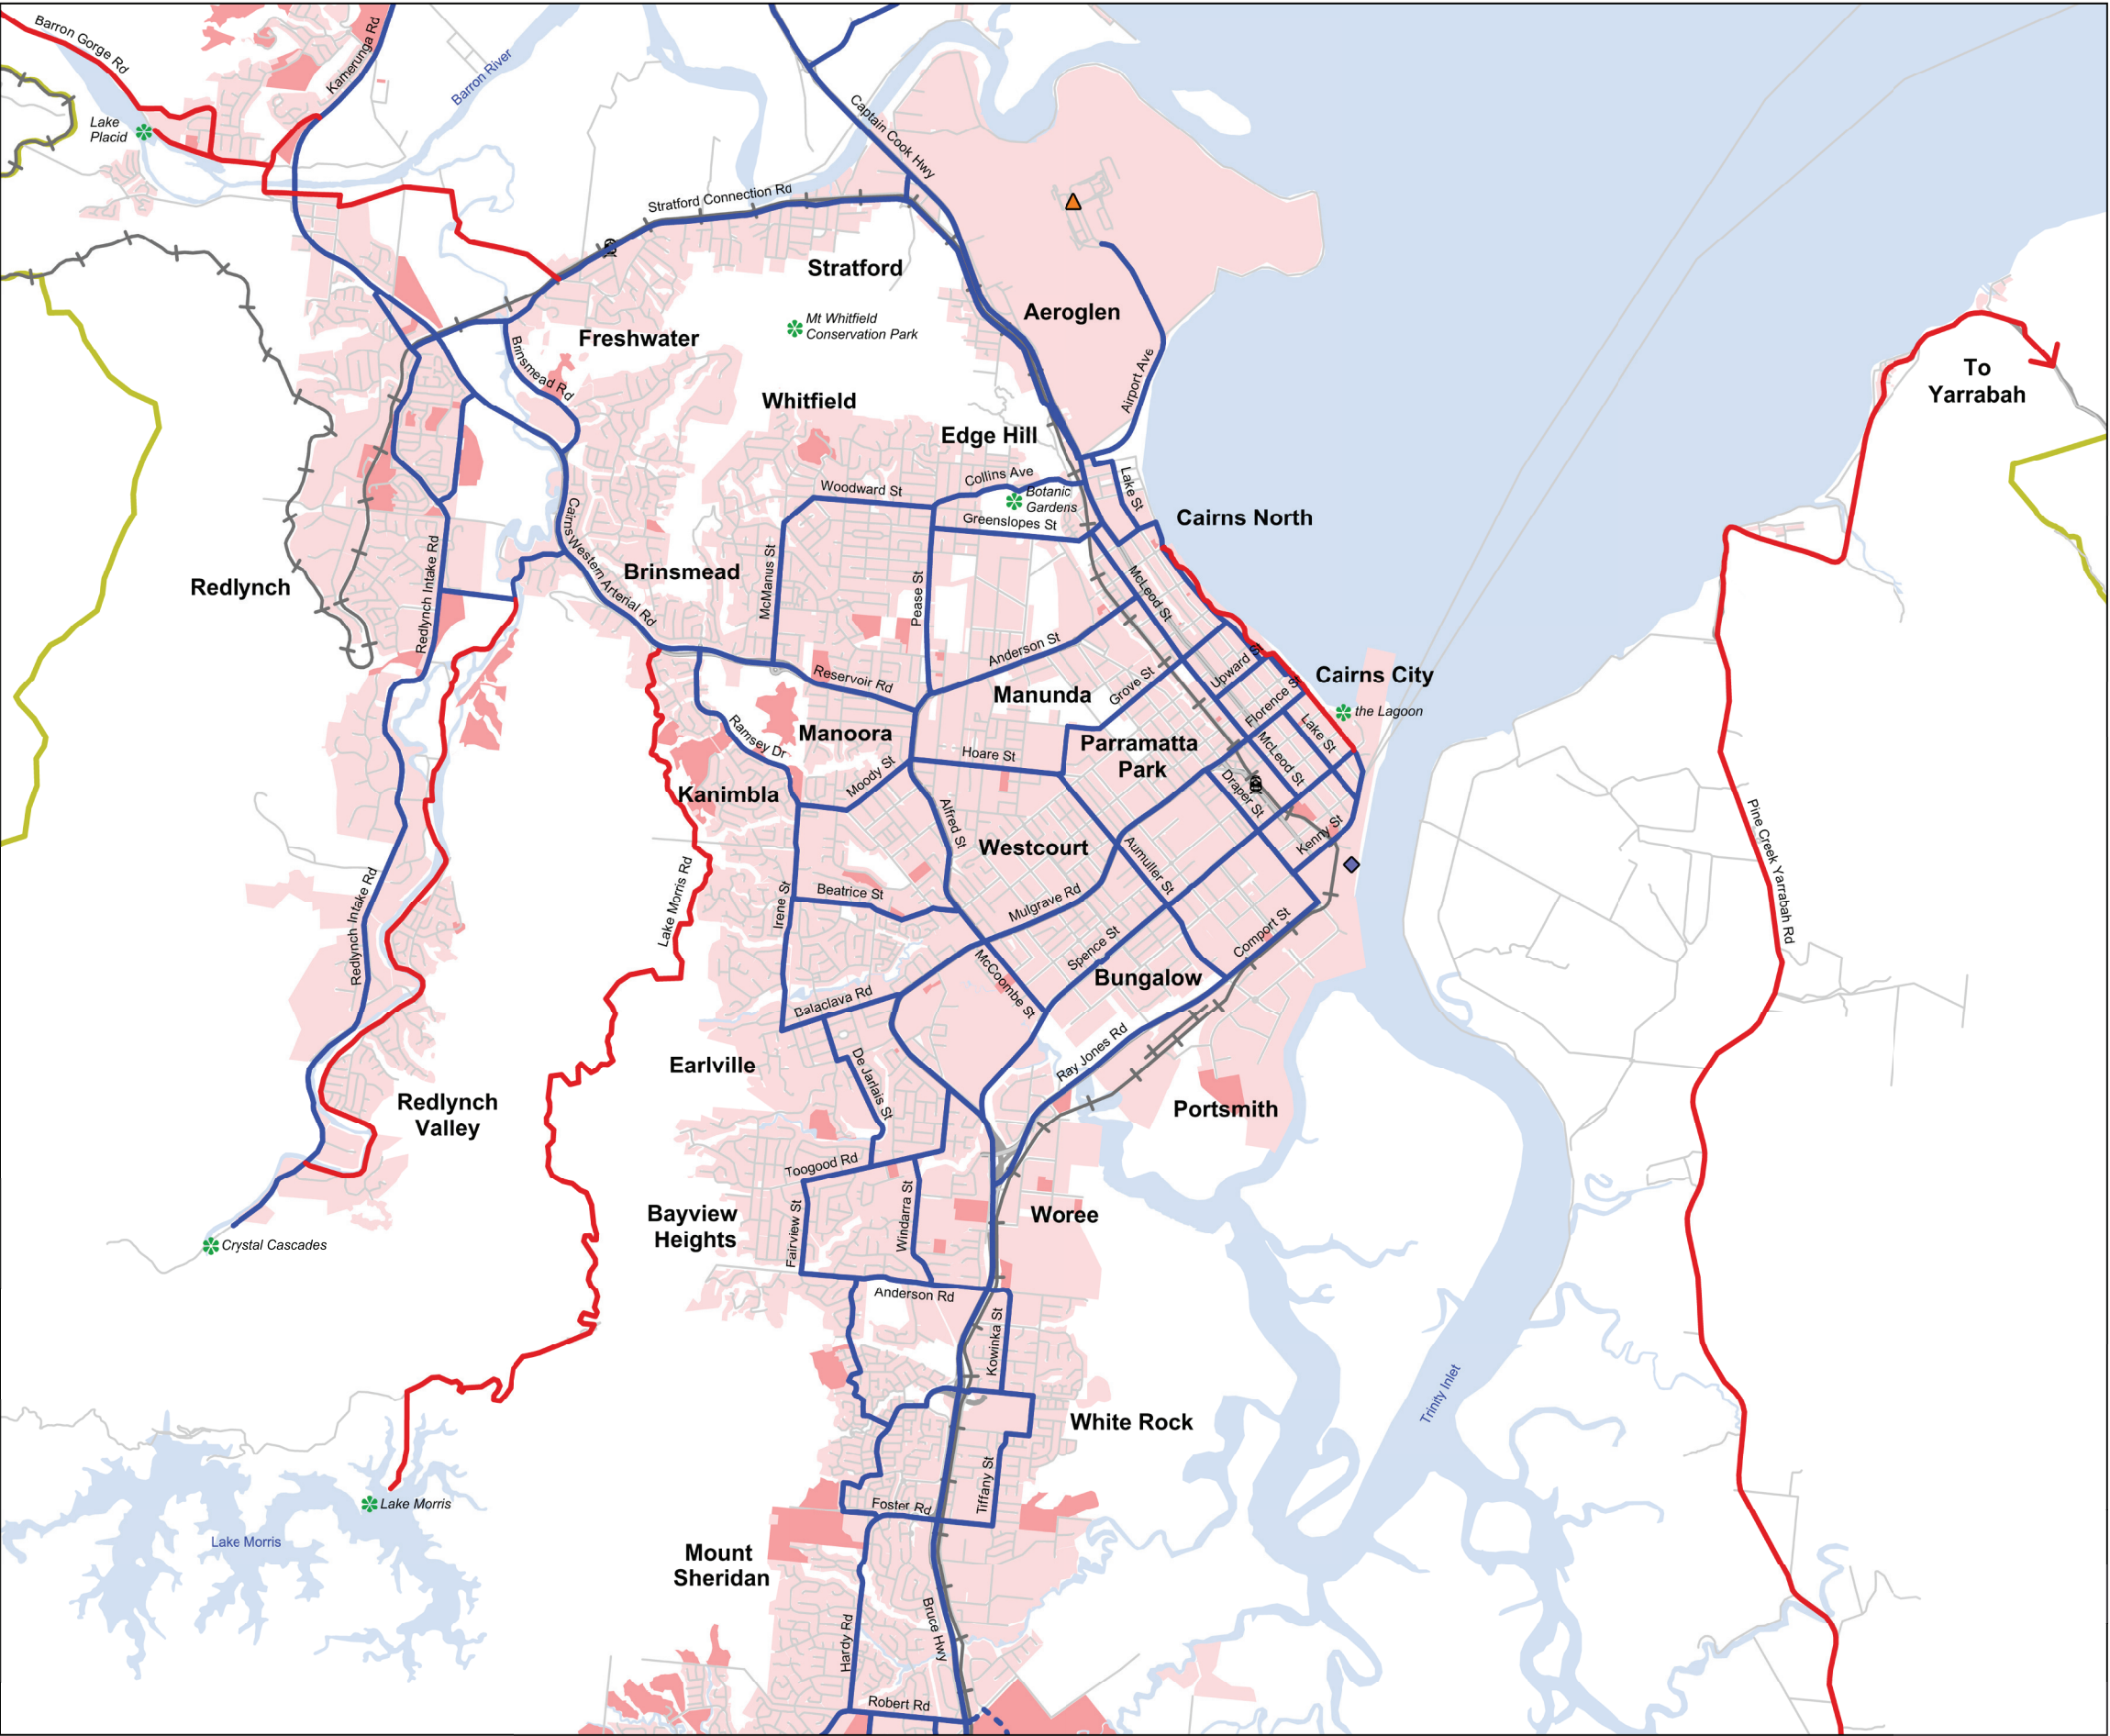 Barron Gorge Rd
Kamerunga Rd
Barron River
Lake
Placid
Captain Cook Hwy
Stratford Connection Rd
Stratford
Aeroglen
Mt Whitfield
Conservation Park
Freshwater
Brinsmead Rd
Whitfield
Airport Ave
To
Yarrabah
Edge Hill
Collins Ave
Woodward St
Botanic
Gardens
Lake St
Greenslopes St
Cairns North
Cairns Western Arterial Rd
Redlynch
Redlynch Intake Rd
Brinsmead
McManus St
Pease St
McLeod St
Anderson St
Reservoir Rd
Manunda
Grove St
Upward St
Cairns City
Florence St
the Lagoon
Lake St
Ramsey Dr
Manoora
Hoare St
Parramatta
Park
McLeod St
Moody St
Kanimbla
Draper St
Kenny St
Alfred St
Westcourt
Aumuller St
Pine Creek Yarrabah Rd
Lake Morris Rd
Irene St
Beatrice St
Mulgrave Rd
Redlynch Intake Rd
Spence St
Comport St
McCoombe St
Bungalow
Balaclava Rd
Ray Jones Rd
Earlville
De Jarlais St
Redlynch
Valley
Portsmith
Toogood Rd
Bayview
Heights
Fairview St
Windarra St
Woree
Crystal Cascades
Anderson Rd
Kowinka St
White Rock
Trinity Inlet
Tiffany St
Foster Rd
Lake Morris
Lake Morris
Mount
Sheridan
Hardy Rd
Bruce Hwy
Robert Rd